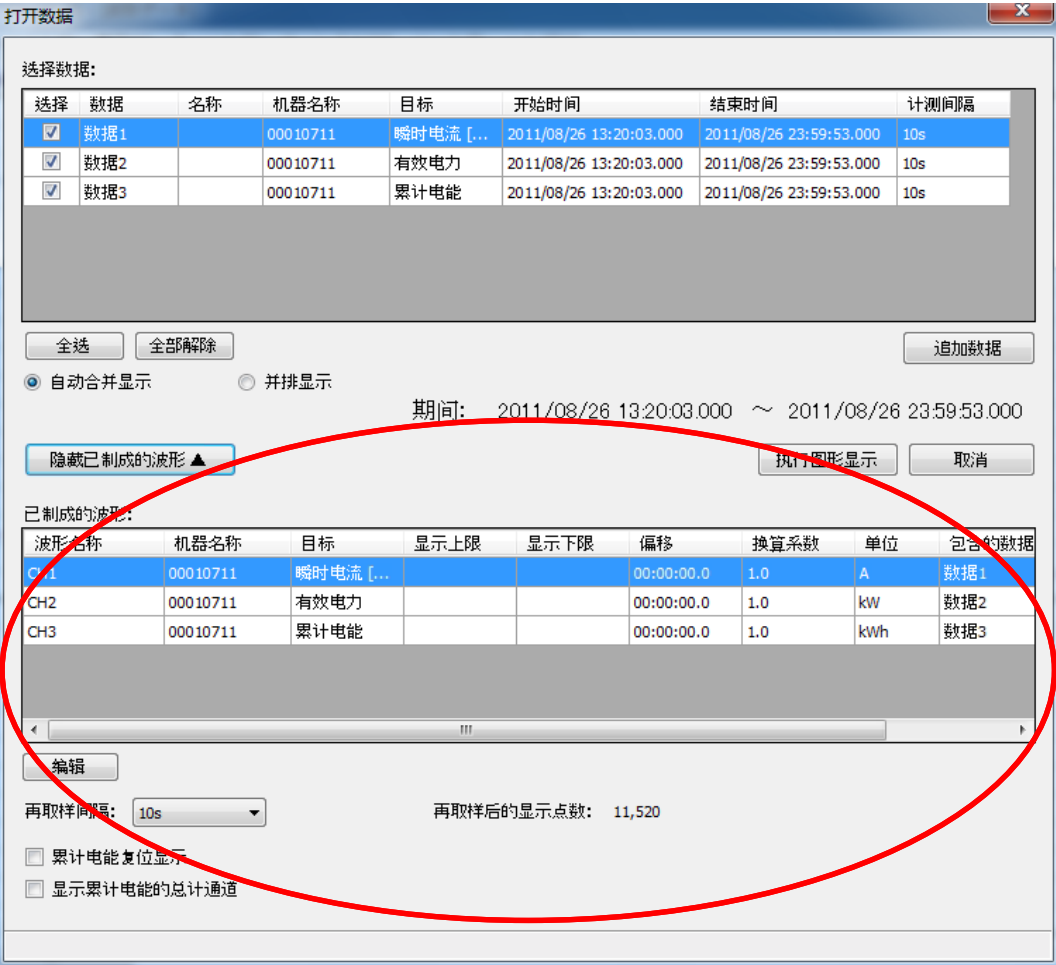 打开数据
选择数据:
选择 数据 名称 机器名称 目标 开始时间 结束时间 计测间隔
数据1 00010711 瞬时电流 [... 2011/08/26 13:20:03.000 2011/08/26 23:59:53.000 10s
数据2 00010711 有效电力 2011/08/26 13:20:03.000 2011/08/26 23:59:53.000 10s
数据3 00010711 累计电能 2011/08/26 13:20:03.000 2011/08/26 23:59:53.000 10s
全选 全部解除 追加数据
自动合并显示 并排显示
期间: 2011/08/26 13:20:03.000 ～ 2011/08/26 23:59:53.000
隐藏已制成的波形▲ 执行图形显示 取消
已制成的波形:
波形名称 机器名称 目标 显示上限 显示下限 偏移 换算系数 单位 包含的数据
CH1 00010711 瞬时电流 [... 00:00:00.0 1.0 A 数据1
CH2 00010711 有效电力 00:00:00.0 1.0 kW 数据2
CH3 00010711 累计电能 00:00:00.0 1.0 kWh 数据3
编辑
再取样间隔: 10s 再取样后的显示点数: 11,520
累计电能复位显示
显示累计电能的总计通道